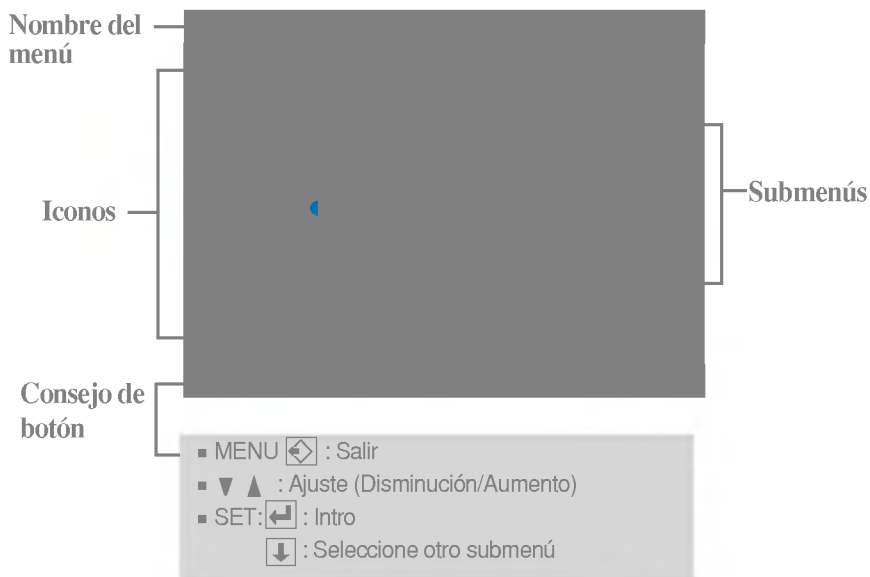 Nombre del
menú
Iconos
Submenús
Consejo de
botón
■ MENU : Salir
■ ▼ ▲ : Ajuste (Disminución/Aumento)
■ SET: : Intro
: Seleccione otro submenú